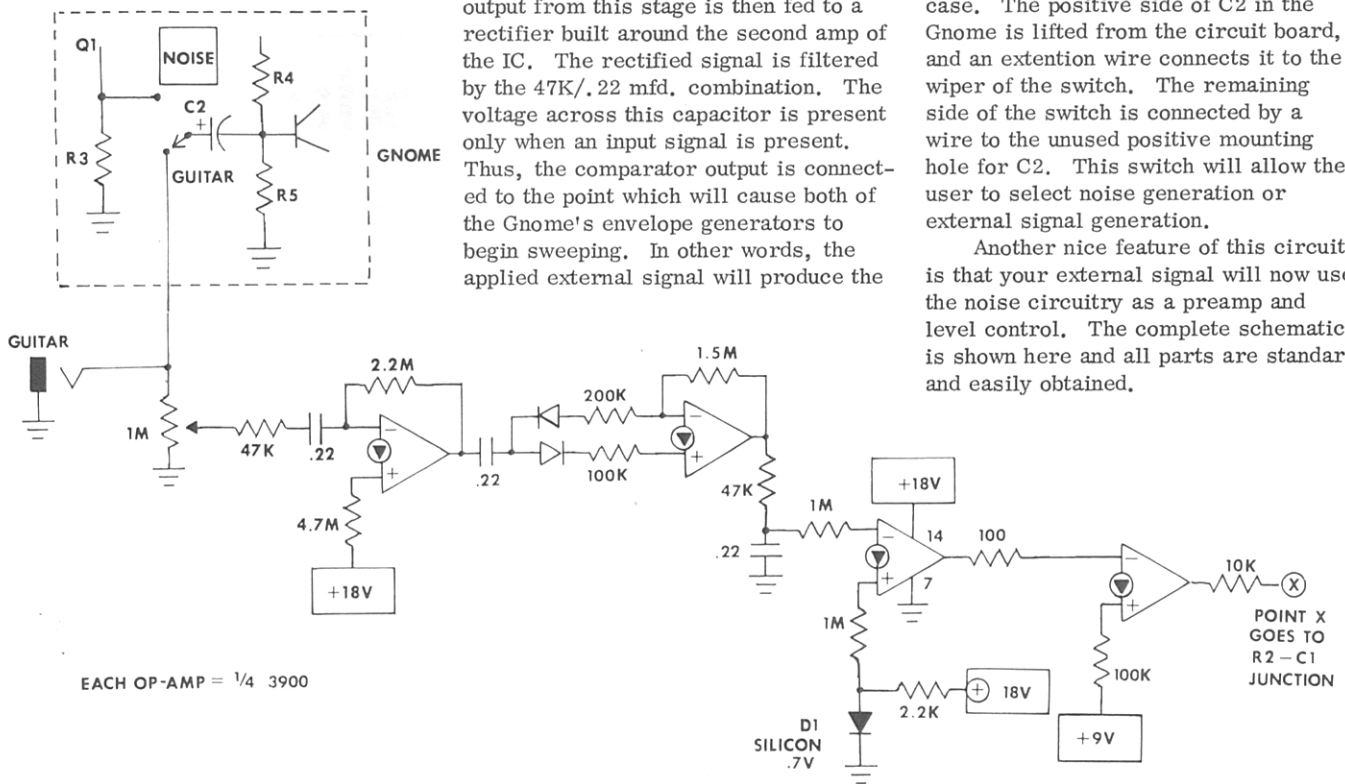 output from this stage is then fed to a
rectifier built around the second amp of
the IC. The rectified signal is filtered
by the 47K/.22 mfd. combination. The
voltage across this capacitor is present
only when an input signal is present.
Thus, the comparator output is connect-
ed to the point which will cause both of
the Gnome's envelope generators to
begin sweeping. In other words, the
applied external signal will produce the
case. The positive side of C2 in the
Gnome is lifted from the circuit board,
and an extention wire connects it to the
wiper of the switch. The remaining
side of the switch is connected by a
wire to the unused positive mounting
hole for C2. This switch will allow the
user to select noise generation or
external signal generation.
Another nice feature of this circuit
is that your external signal will now use
the noise circuitry as a preamp and
level control. The complete schematic
is shown here and all parts are standar
and easily obtained.
Q1
NOISE
R4
C2
+
R3
GUITAR
R5
GNOME
GUITAR
1M
47K
.22
2.2M
-
+
4.7M
+18V
.22
200K
100K
1.5M
-
+
47K
.22
1M
+18V
-
14
+
7
1M
100
2.2K
+ 18V
D1
SILICON
.7V
-
+
100K
+9V
10K
X
POINT X
GOES TO
R2-C1
JUNCTION
EACH OP-AMP = 1/4 3900